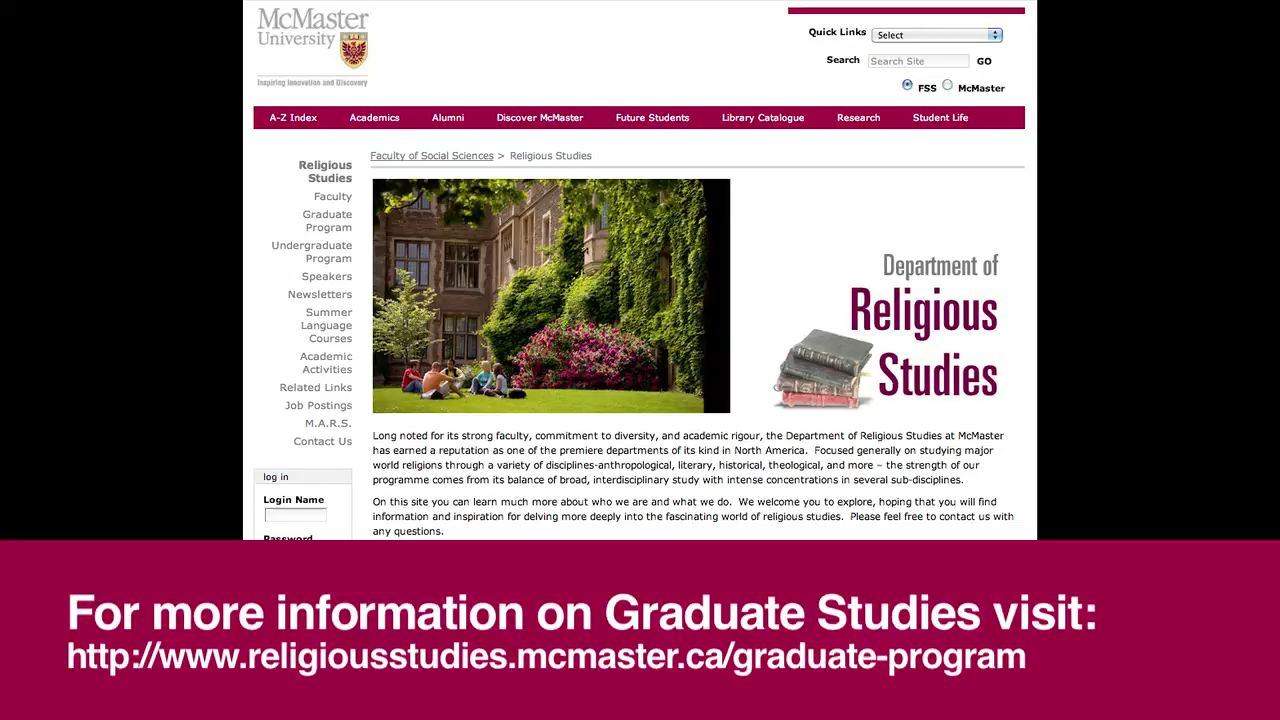 McMaster
University
Inspiring Innovation and Discovery
Quick Links Select
Search Search Site GO
FSS McMaster
A-Z Index Academics Alumni Discover McMaster Future Students Library Catalogue Research Student Life
Faculty of Social Sciences > Religious Studies
Religious
Studies
Faculty
Graduate
Program
Undergraduate
Program
Speakers
Newsletters
Summer
Language
Courses
Academic
Activities
Related Links
Job Postings
M.A.R.S.
Contact Us
log in
Login Name
Password
Department of
Religious
Studies
Long noted for its strong faculty, commitment to diversity, and academic rigour, the Department of Religious Studies at McMaster
has earned a reputation as one of the premiere departments of its kind in North America. Focused generally on studying major
world religions through a variety of disciplines-anthropological, literary, historical, theological, and more – the strength of our
programme comes from its balance of broad, interdisciplinary study with intense concentrations in several sub-disciplines.
On this site you can learn much more about who we are and what we do. We welcome you to explore, hoping that you will find
information and inspiration for delving more deeply into the fascinating world of religious studies. Please feel free to contact us with
any questions.
For more information on Graduate Studies visit:
http://www.religiousstudies.mcmaster.ca/graduate-program